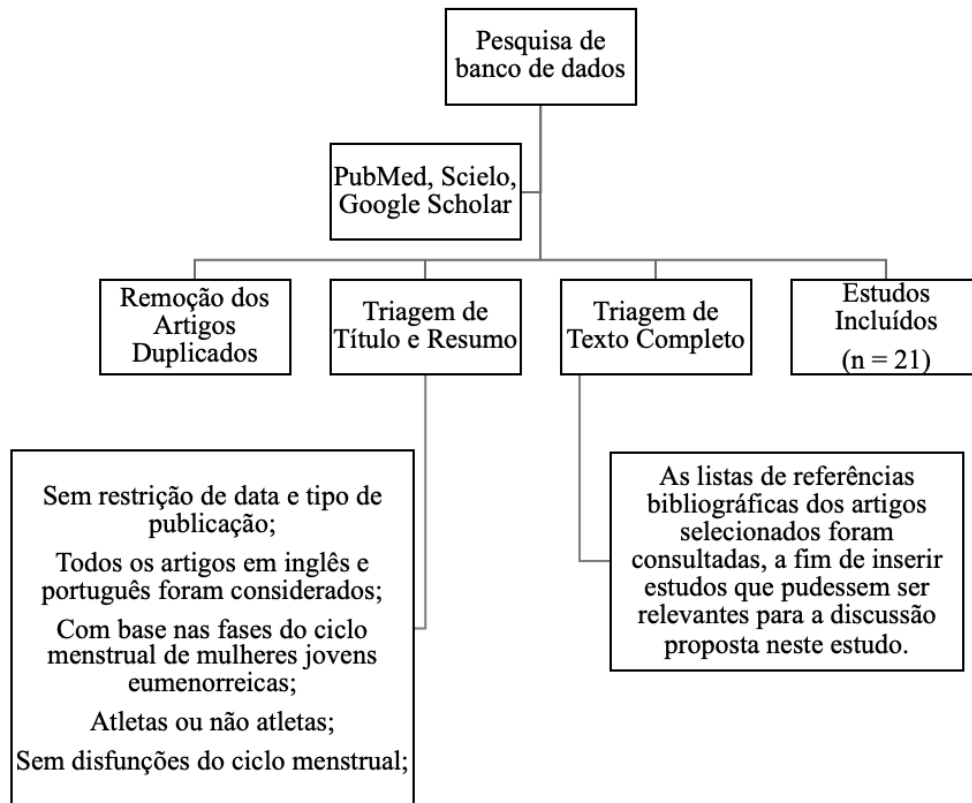 Pesquisa de
banco de dados
PubMed, Scielo,
Google Scholar
Remoção dos
Artigos
Duplicados
Triagem de
Título e Resumo
Triagem de
Texto Completo
Estudos
Incluídos
(n = 21)
Sem restrição de data e tipo de
publicação;
Todos os artigos em inglês e
português foram considerados;
Com base nas fases do ciclo
menstrual de mulheres jovens
eumenorreicas;
Atletas ou não atletas;
Sem disfunções do ciclo menstrual;
As listas de referências
bibliográficas dos artigos
selecionados foram
consultadas, a fim de inserir
estudos que pudessem ser
relevantes para a discussão
proposta neste estudo.